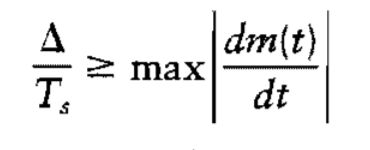 Δ/T_s ≥ max|dm(t)/dt|